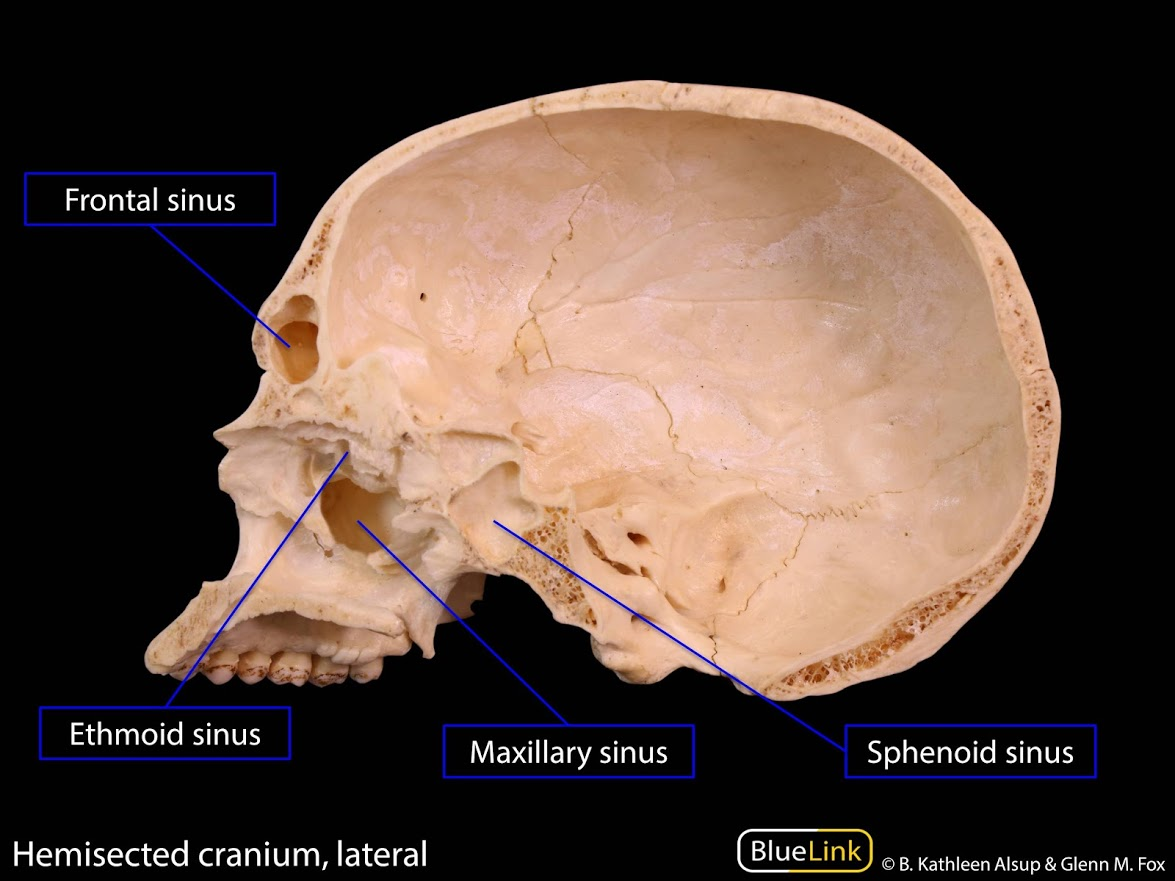 Frontal sinus
Ethmoid sinus
Maxillary sinus
Sphenoid sinus
Hemisected cranium, lateral
BlueLink
© B. Kathleen Alsup & Glenn M. Fox